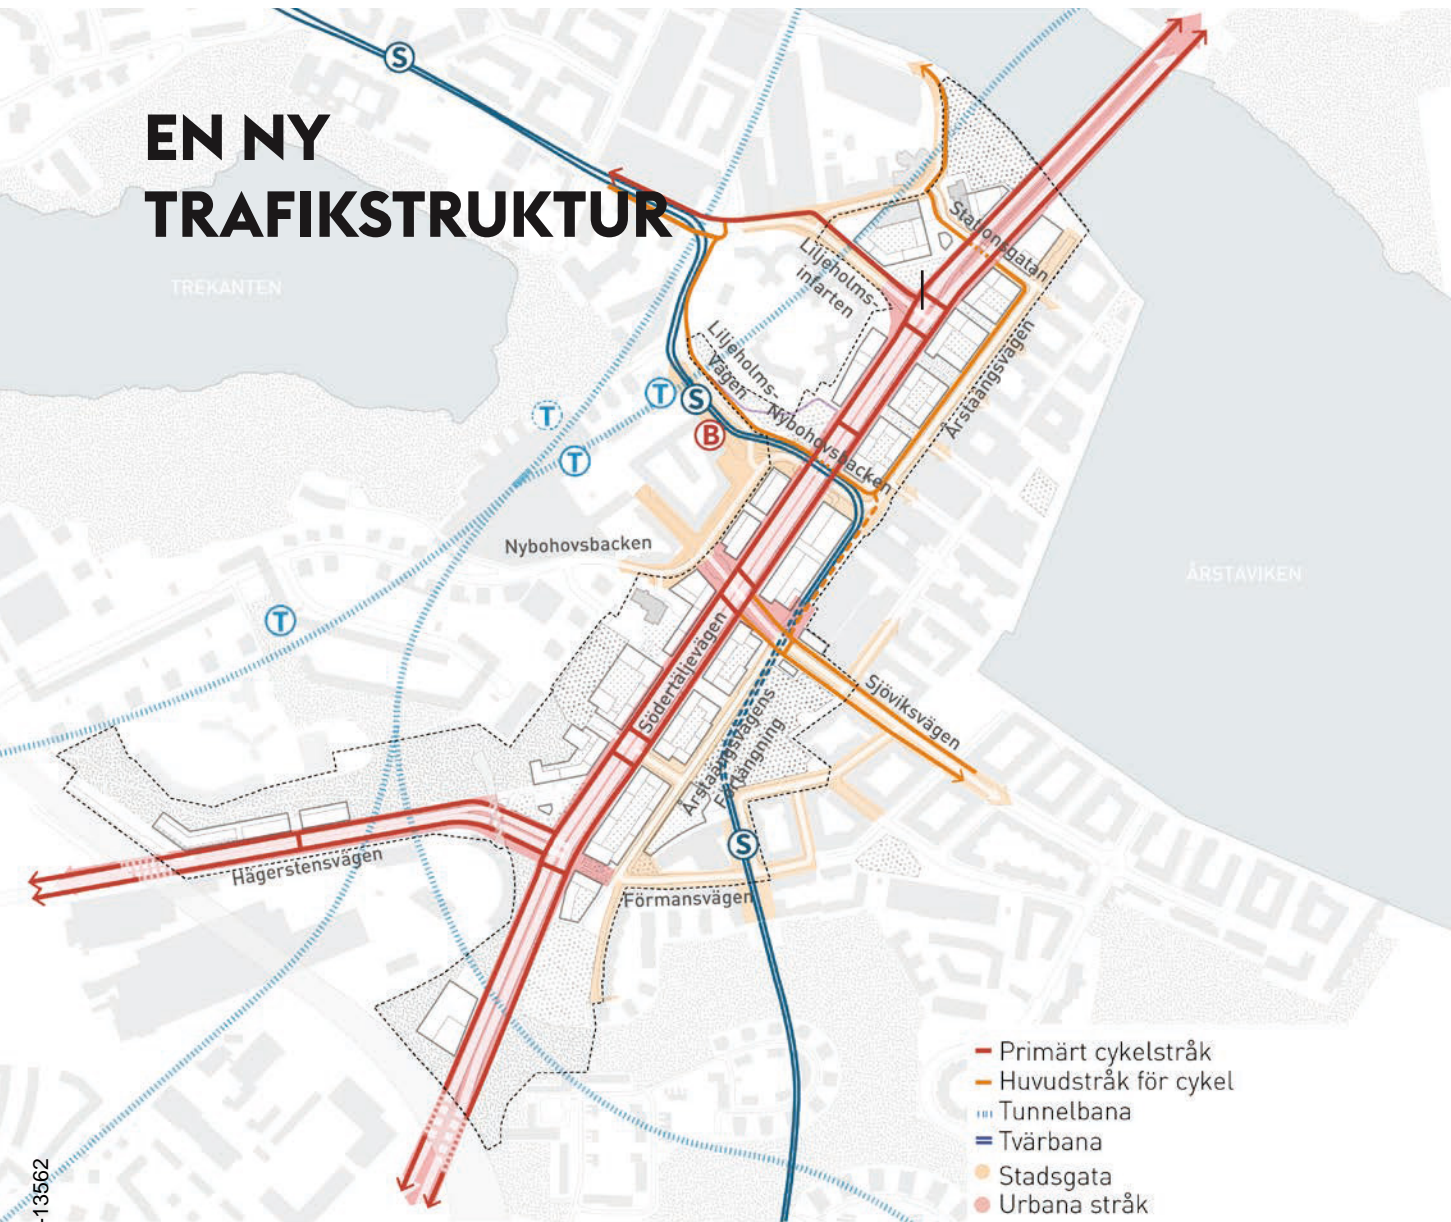 EN NY
TRAFIKSTRUKTUR
S
TREKANTEN
Stationsgatan
Liljeholms-
infarten
Liljeholms-
vägen
Årstaängsvägen
T
S
T
B
Nybohovsbacken
T
Nybohovsbacken
ÅRSTAVIKEN
T
Södertäljevägen
Sjöviksvägen
Årstaängsvägens
Förlängning
S
Hägerstensvägen
Förmansvägen
Primärt cykelstråk
Huvudstråk för cykel
Tunnelbana
Tvärbana
Stadsgata
Urbana stråk
-13562